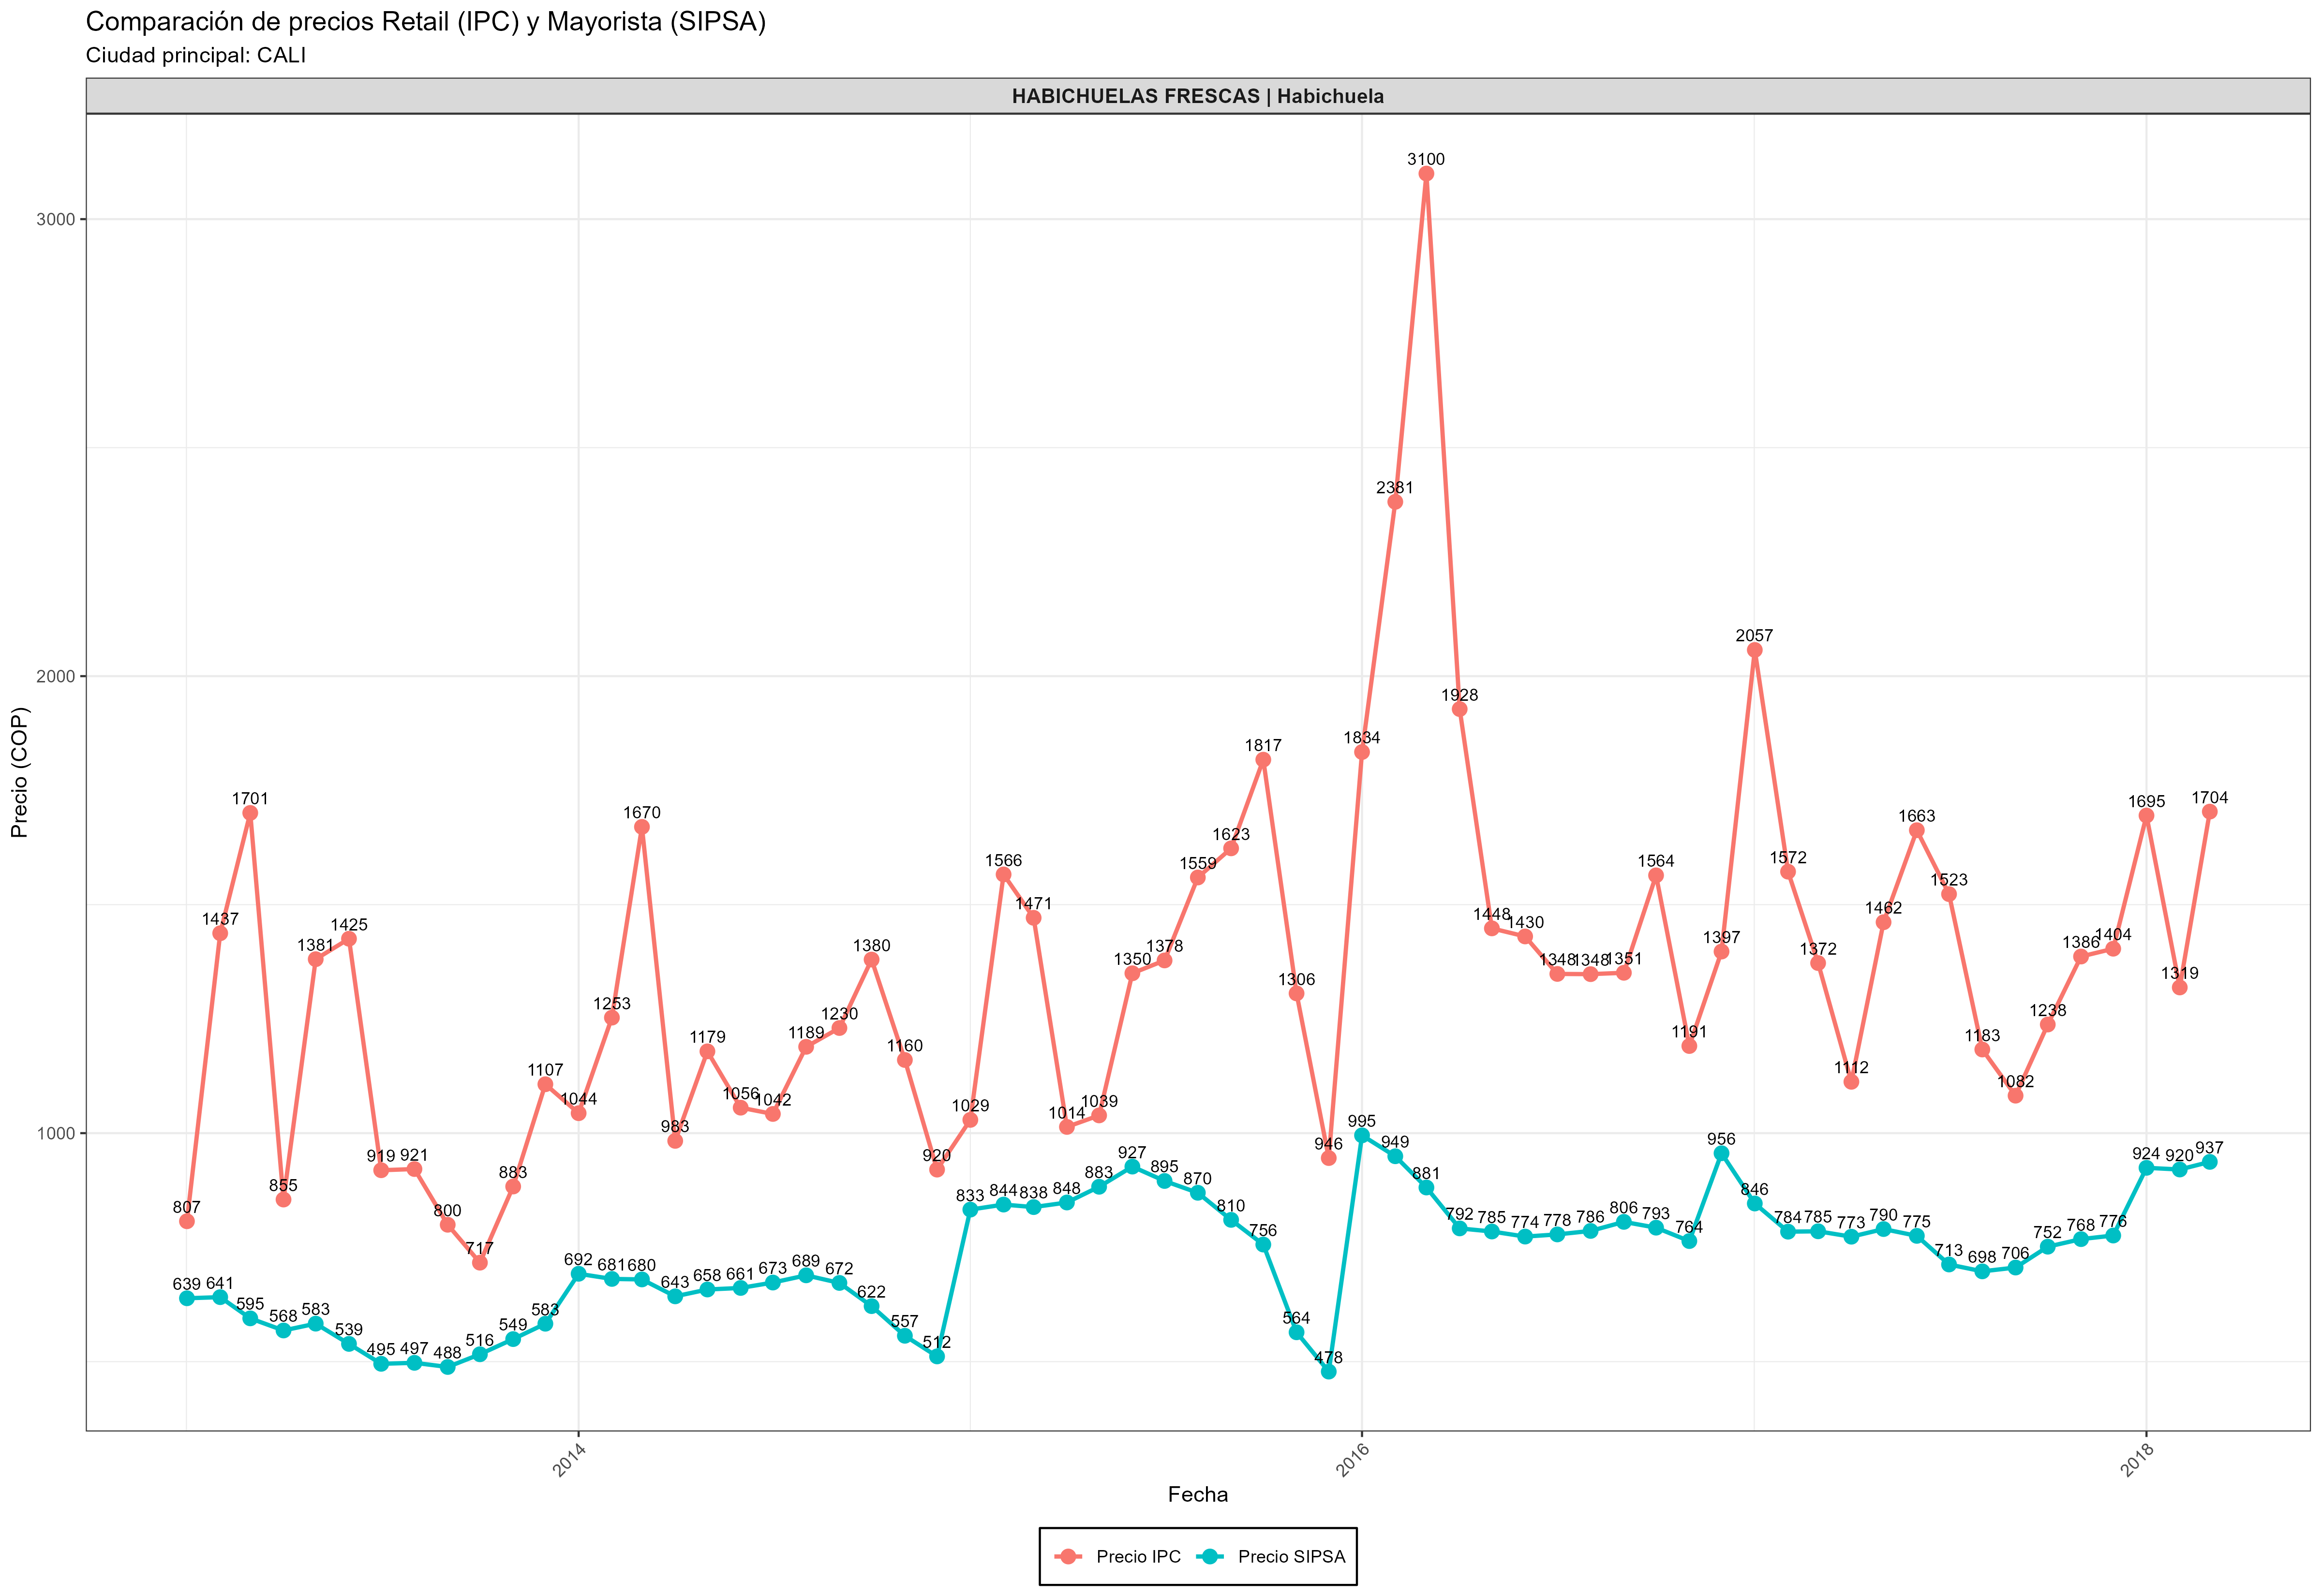 Comparación de precios Retail (IPC) y Mayorista (SIPSA)
Ciudad principal: CALI
HABICHUELAS FRESCAS | Habichuela
Precio (COP)
3000
2000
1000
807 1437 1701 855 1381 1425 919 921 800 717 883 1107 1044 1253 1670 983 1179 1056 1042 1189 1230 1380 1160 920 1029 1566 1471 1014 1039 1350 1378 1559 1623 1817 1306 946 1834 2381 3100 1928 1448 1430 1348 1348 1351 1564 1191 1397 2057 1572 1372 1112 1462 1663 1523 1183 1082 1238 1386 1404 1695 1319 1704
639 641 595 568 583 539 495 497 488 516 549 583 692 681 680 643 658 661 673 689 672 622 557 512 833 844 838 848 883 927 895 870 810 756 564 478 995 949 881 792 785 774 778 786 806 793 764 956 846 784 785 773 790 775 713 698 706 752 768 776 924 920 937
2014 2016 2018
Fecha
Precio IPC Precio SIPSA